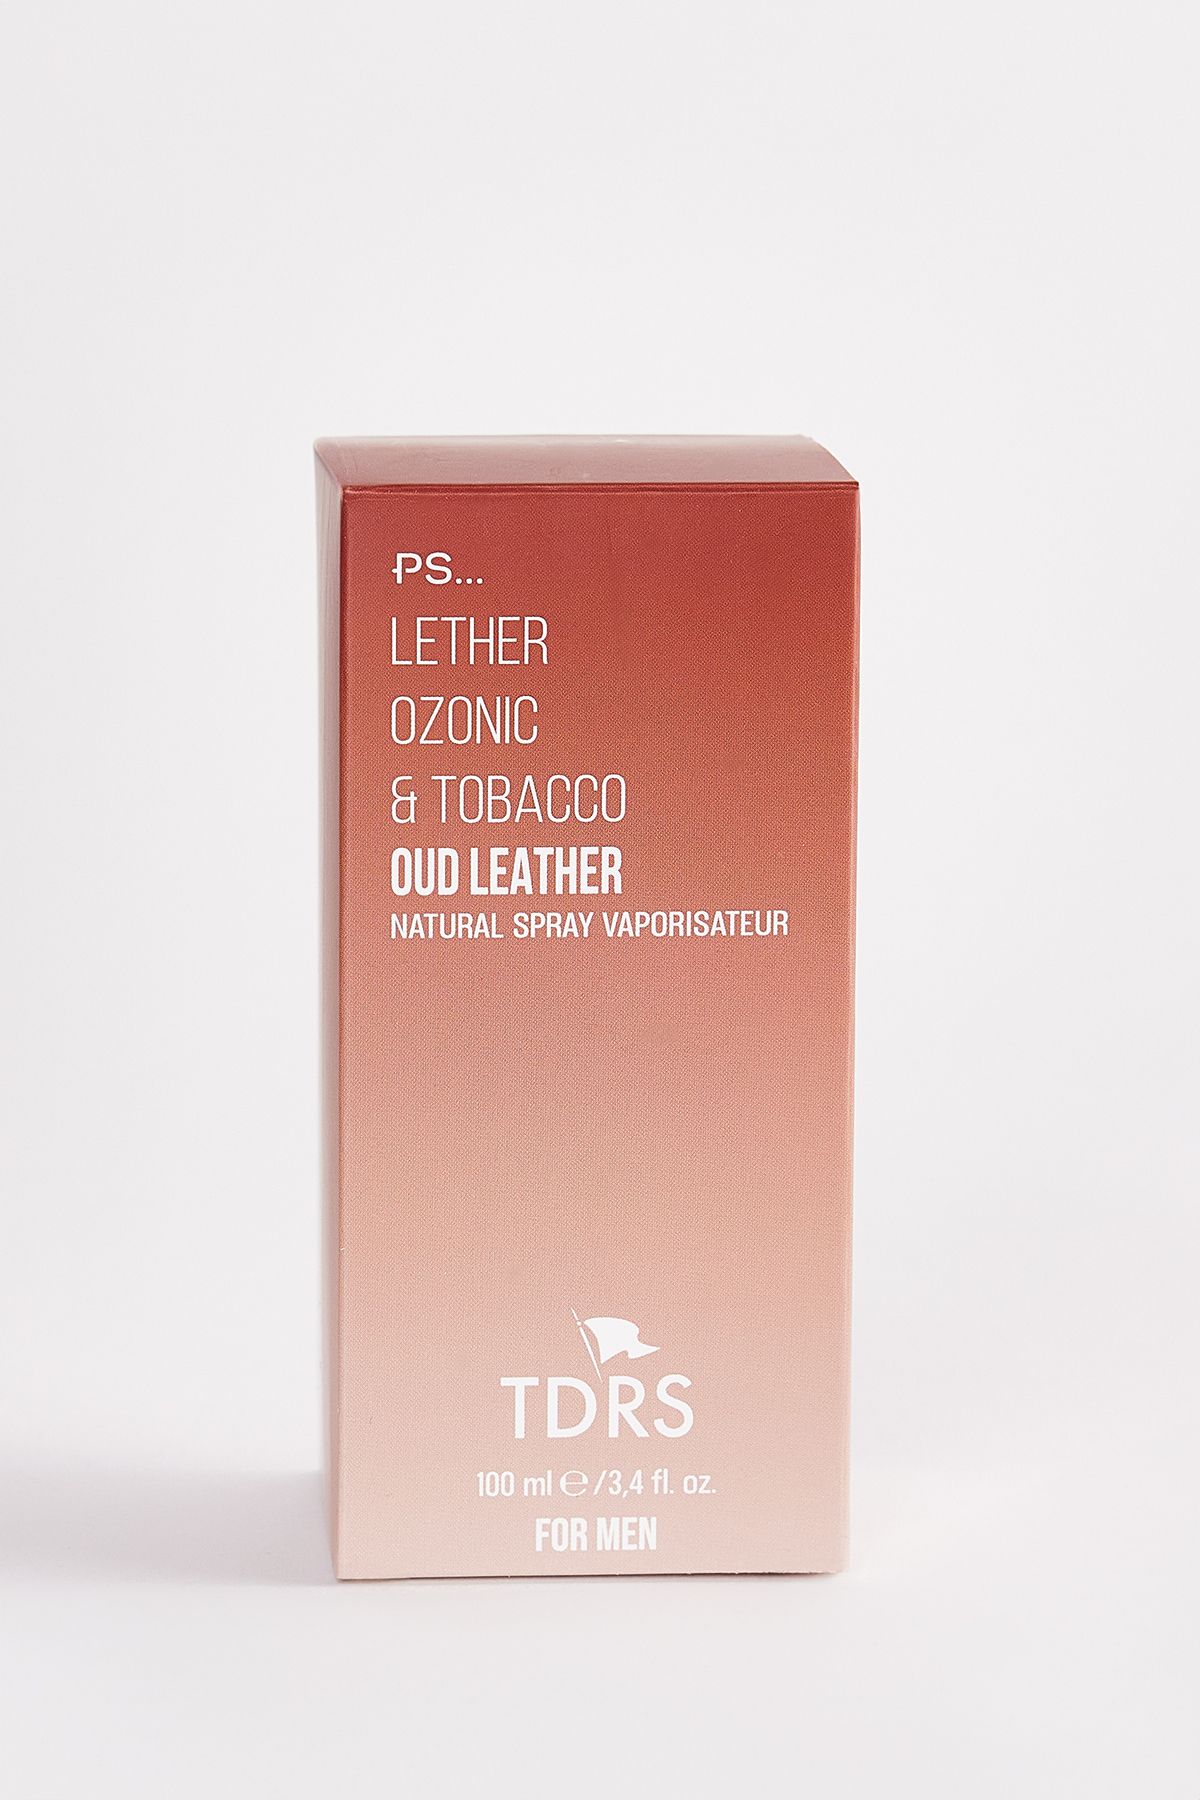 PS...
LETHER
OZONIC
& TOBACCO
OUD LEATHER
NATURAL SPRAY VAPORISATEUR
TDRS
100 ml ℮/3,4 fl. oz.
FOR MEN